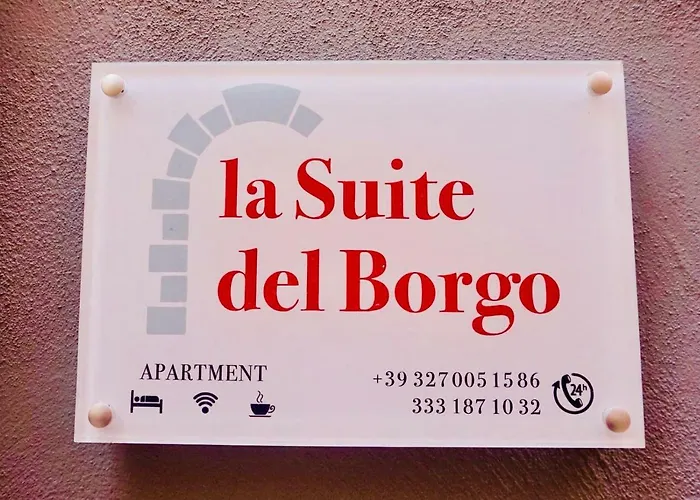 la Suite
del Borgo
APARTMENT
+39 327 005 15 86
333 187 10 32
24h